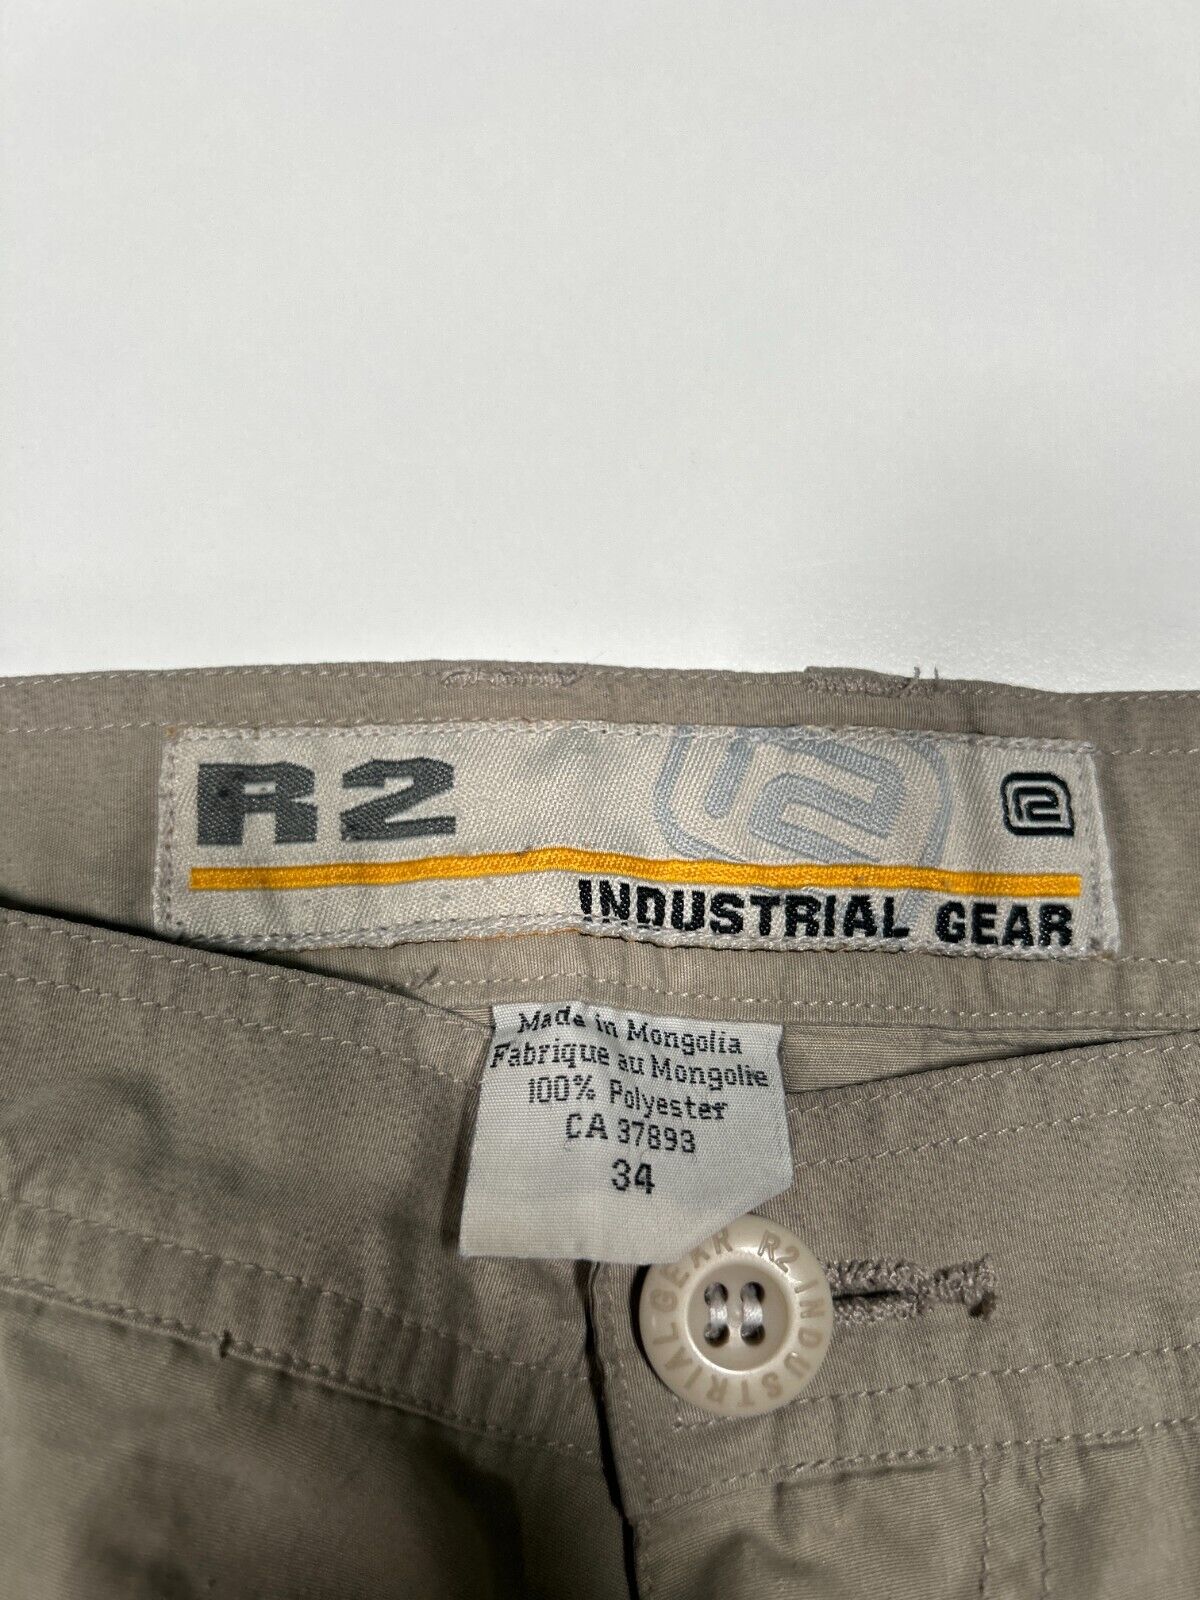 R2
INDUSTRIAL GEAR
Made in Mongolia
Fabrique au Mongolie
100% Polyester
CA 37893
34
R2 INDUSTRIAL GEAR